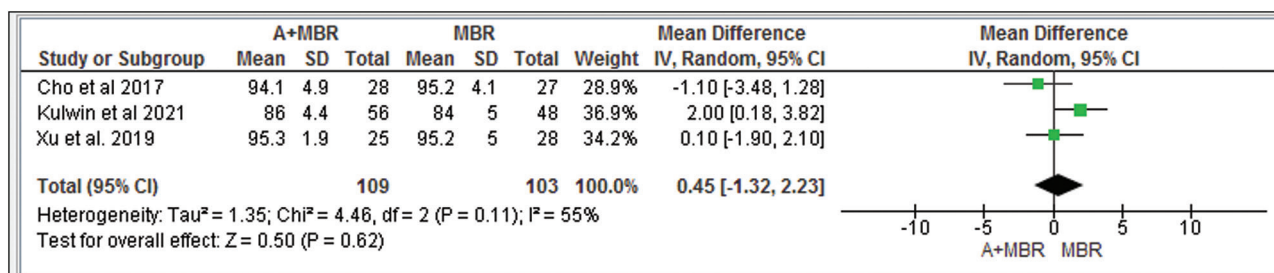 A+MBR MBR Mean Difference Mean Difference
Study or Subgroup Mean SD Total Mean SD Total Weight IV, Random, 95% CI IV, Random, 95% CI
Cho et al 2017 94.1 4.9 28 95.2 4.1 27 28.9% -1.10 [-3.48, 1.28]
Kulwin et al 2021 86 4.4 56 84 5 48 36.9% 2.00 [0.18, 3.82]
Xu et al. 2019 95.3 1.9 25 95.2 5 28 34.2% 0.10 [-1.90, 2.10]
Total (95% CI) 109 103 100.0% 0.45 [-1.32, 2.23]
Heterogeneity: Tau² = 1.35; Chi² = 4.46, df = 2 (P = 0.11); I² = 55%
Test for overall effect: Z = 0.50 (P = 0.62)
-10 -5 0 5 10
A+MBR MBR